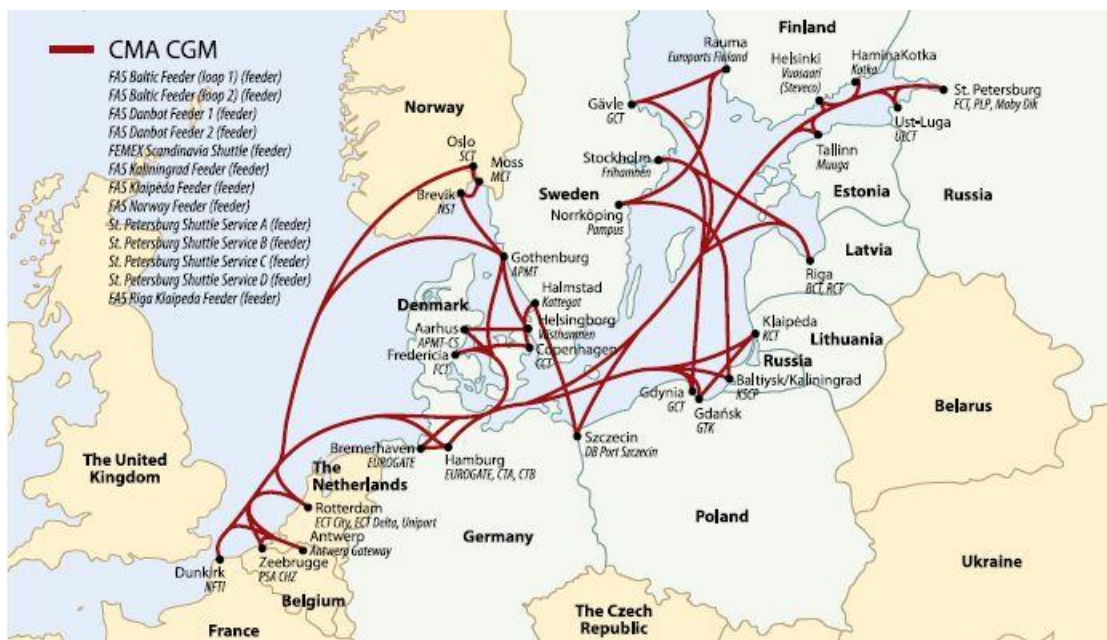 CMA CGM
FAS Baltic Feeder (loop 1) (feeder)
FAS Baltic Feeder (loop 2) (feeder)
FAS Danbot Feeder 1 (feeder)
FAS Danbot Feeder 2 (feeder)
FEMEX Scandinavia Shuttle (feeder)
FAS Kaliningrad Feeder (feeder)
FAS Klaipéda Feeder (feeder)
FAS Norway Feeder (feeder)
St. Petersburg Shuttle Service A (feeder)
St. Petersburg Shuttle Service B (feeder)
St. Petersburg Shuttle Service C (feeder)
St. Petersburg Shuttle Service D (feeder)
FAS Riga Klaipeda Feeder (feeder)
Norway
Oslo
SCT
Moss
MCT
Brevik
NST
Finland
Rauma
Euroports Finland
Helsinki
Vuosaari
(Steveco)
HaminaKotka
Kotka
St. Petersburg
FCT, PLP, Moby Dik
Ust-Luga
ULCT
Gävle
GCT
Stockholm
Frihamnen
Sweden
Norrköping
Pampus
Tallinn
Muuga
Estonia
Russia
Latvia
Riga
BCT, RCT
Gothenburg
APMT
Halmstad
Kattegat
Denmark
Aarhus
APMT-CS
Helsingborg
Västhamnen
Fredericia
FCT
Copenhagen
CCT
Klaipėda
KCT
Lithuania
Russia
Baltiysk/Kaliningrad
KSCP
Gdynia
GCT
Gdańsk
GTK
Belarus
Szczecin
DB Port Szczecin
Bremerhaven
EUROGATE
Hamburg
EUROGATE, CTA, CTB
The United
Kingdom
The
Netherlands
Rotterdam
ECT City, ECT Delta, Uniport
Antwerp
Antwerp Gateway
Zeebrugge
PSA CHZ
Dunkirk
NFTI
Belgium
Germany
Poland
Ukraine
The Czech
Republic
France